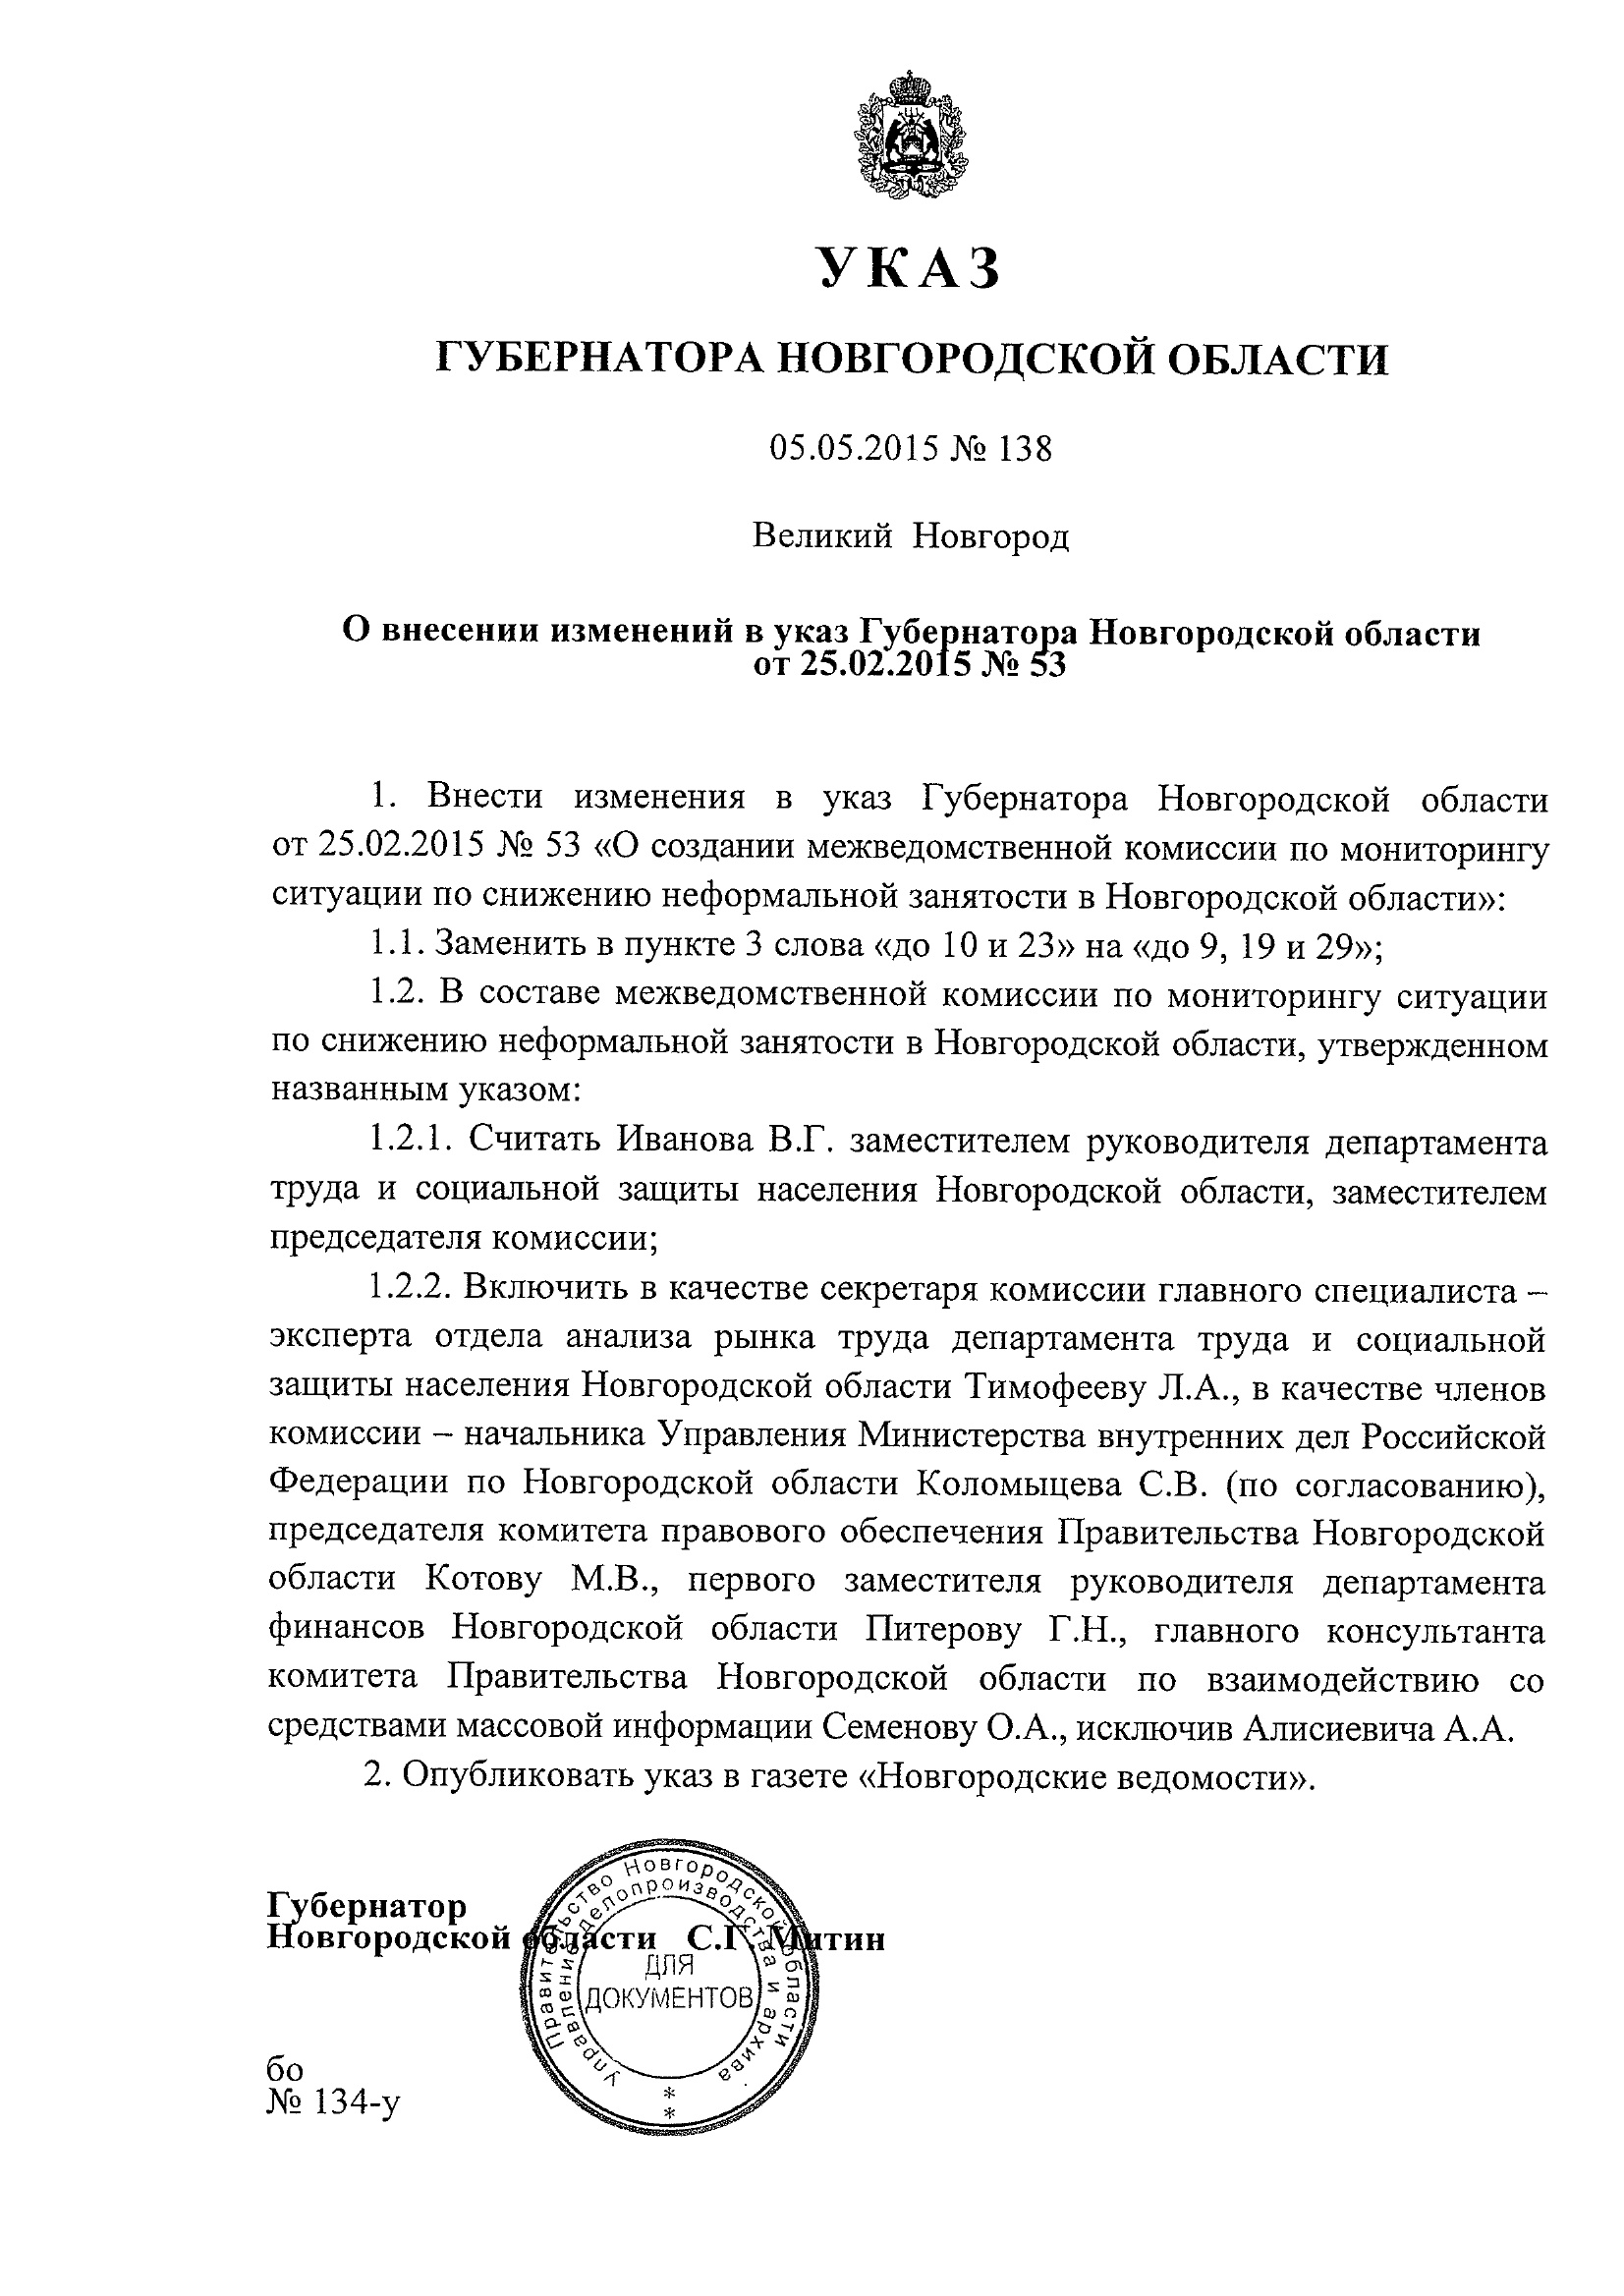 УКАЗ
ГУБЕРНАТОРА НОВГОРОДСКОЙ ОБЛАСТИ
05.05.2015 № 138
Великий Новгород
О внесении изменений в указ Губернатора Новгородской области
от 25.02.2015 № 53
1. Внести изменения в указ Губернатора Новгородской области
от 25.02.2015 № 53 «О создании межведомственной комиссии по мониторингу
ситуации по снижению неформальной занятости в Новгородской области»:
1.1. Заменить в пункте 3 слова «до 10 и 23» на «до 9, 19 и 29»;
1.2. В составе межведомственной комиссии по мониторингу ситуации
по снижению неформальной занятости в Новгородской области, утвержденном
названным указом:
1.2.1. Считать Иванова В.Г. заместителем руководителя департамента
труда и социальной защиты населения Новгородской области, заместителем
председателя комиссии;
1.2.2. Включить в качестве секретаря комиссии главного специалиста –
эксперта отдела анализа рынка труда департамента труда и социальной
защиты населения Новгородской области Тимофееву Л.А., в качестве членов
комиссии – начальника Управления Министерства внутренних дел Российской
Федерации по Новгородской области Коломыцева С.В. (по согласованию),
председателя комитета правового обеспечения Правительства Новгородской
области Котову М.В., первого заместителя руководителя департамента
финансов Новгородской области Питерову Г.Н., главного консультанта
комитета Правительства Новгородской области по взаимодействию со
средствами массовой информации Семенову О.А., исключив Алисиевича А.А.
2. Опубликовать указ в газете «Новгородские ведомости».
Губернатор
Новгородской области С.Г. Митин
Правительство Новгородской области
Управление делопроизводства и архива
ДЛЯ
ДОКУМЕНТОВ
*
*
бо
№ 134-у